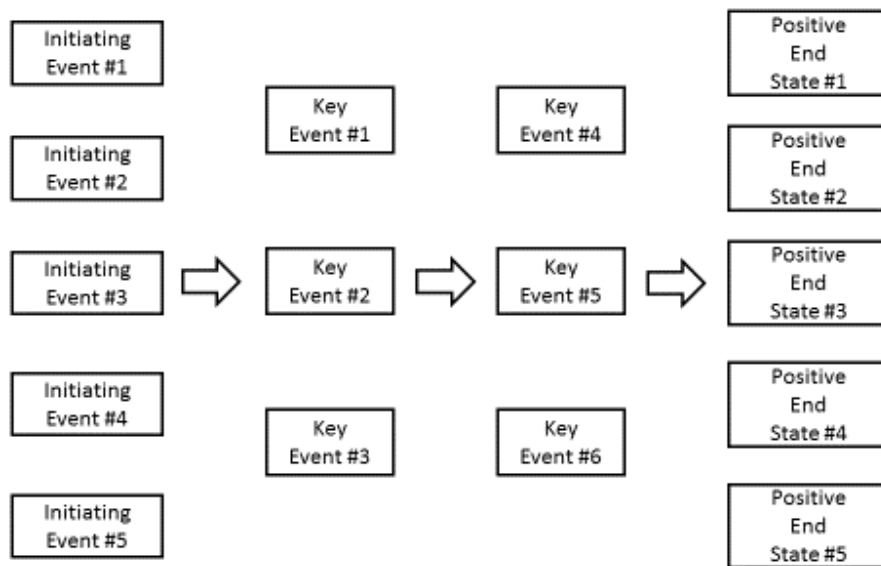 Initiating
Event #1
Initiating
Event #2
Initiating
Event #3
Initiating
Event #4
Initiating
Event #5
Key
Event #1
Key
Event #2
Key
Event #3
Key
Event #4
Key
Event #5
Key
Event #6
Positive
End
State #1
Positive
End
State #2
Positive
End
State #3
Positive
End
State #4
Positive
End
State #5